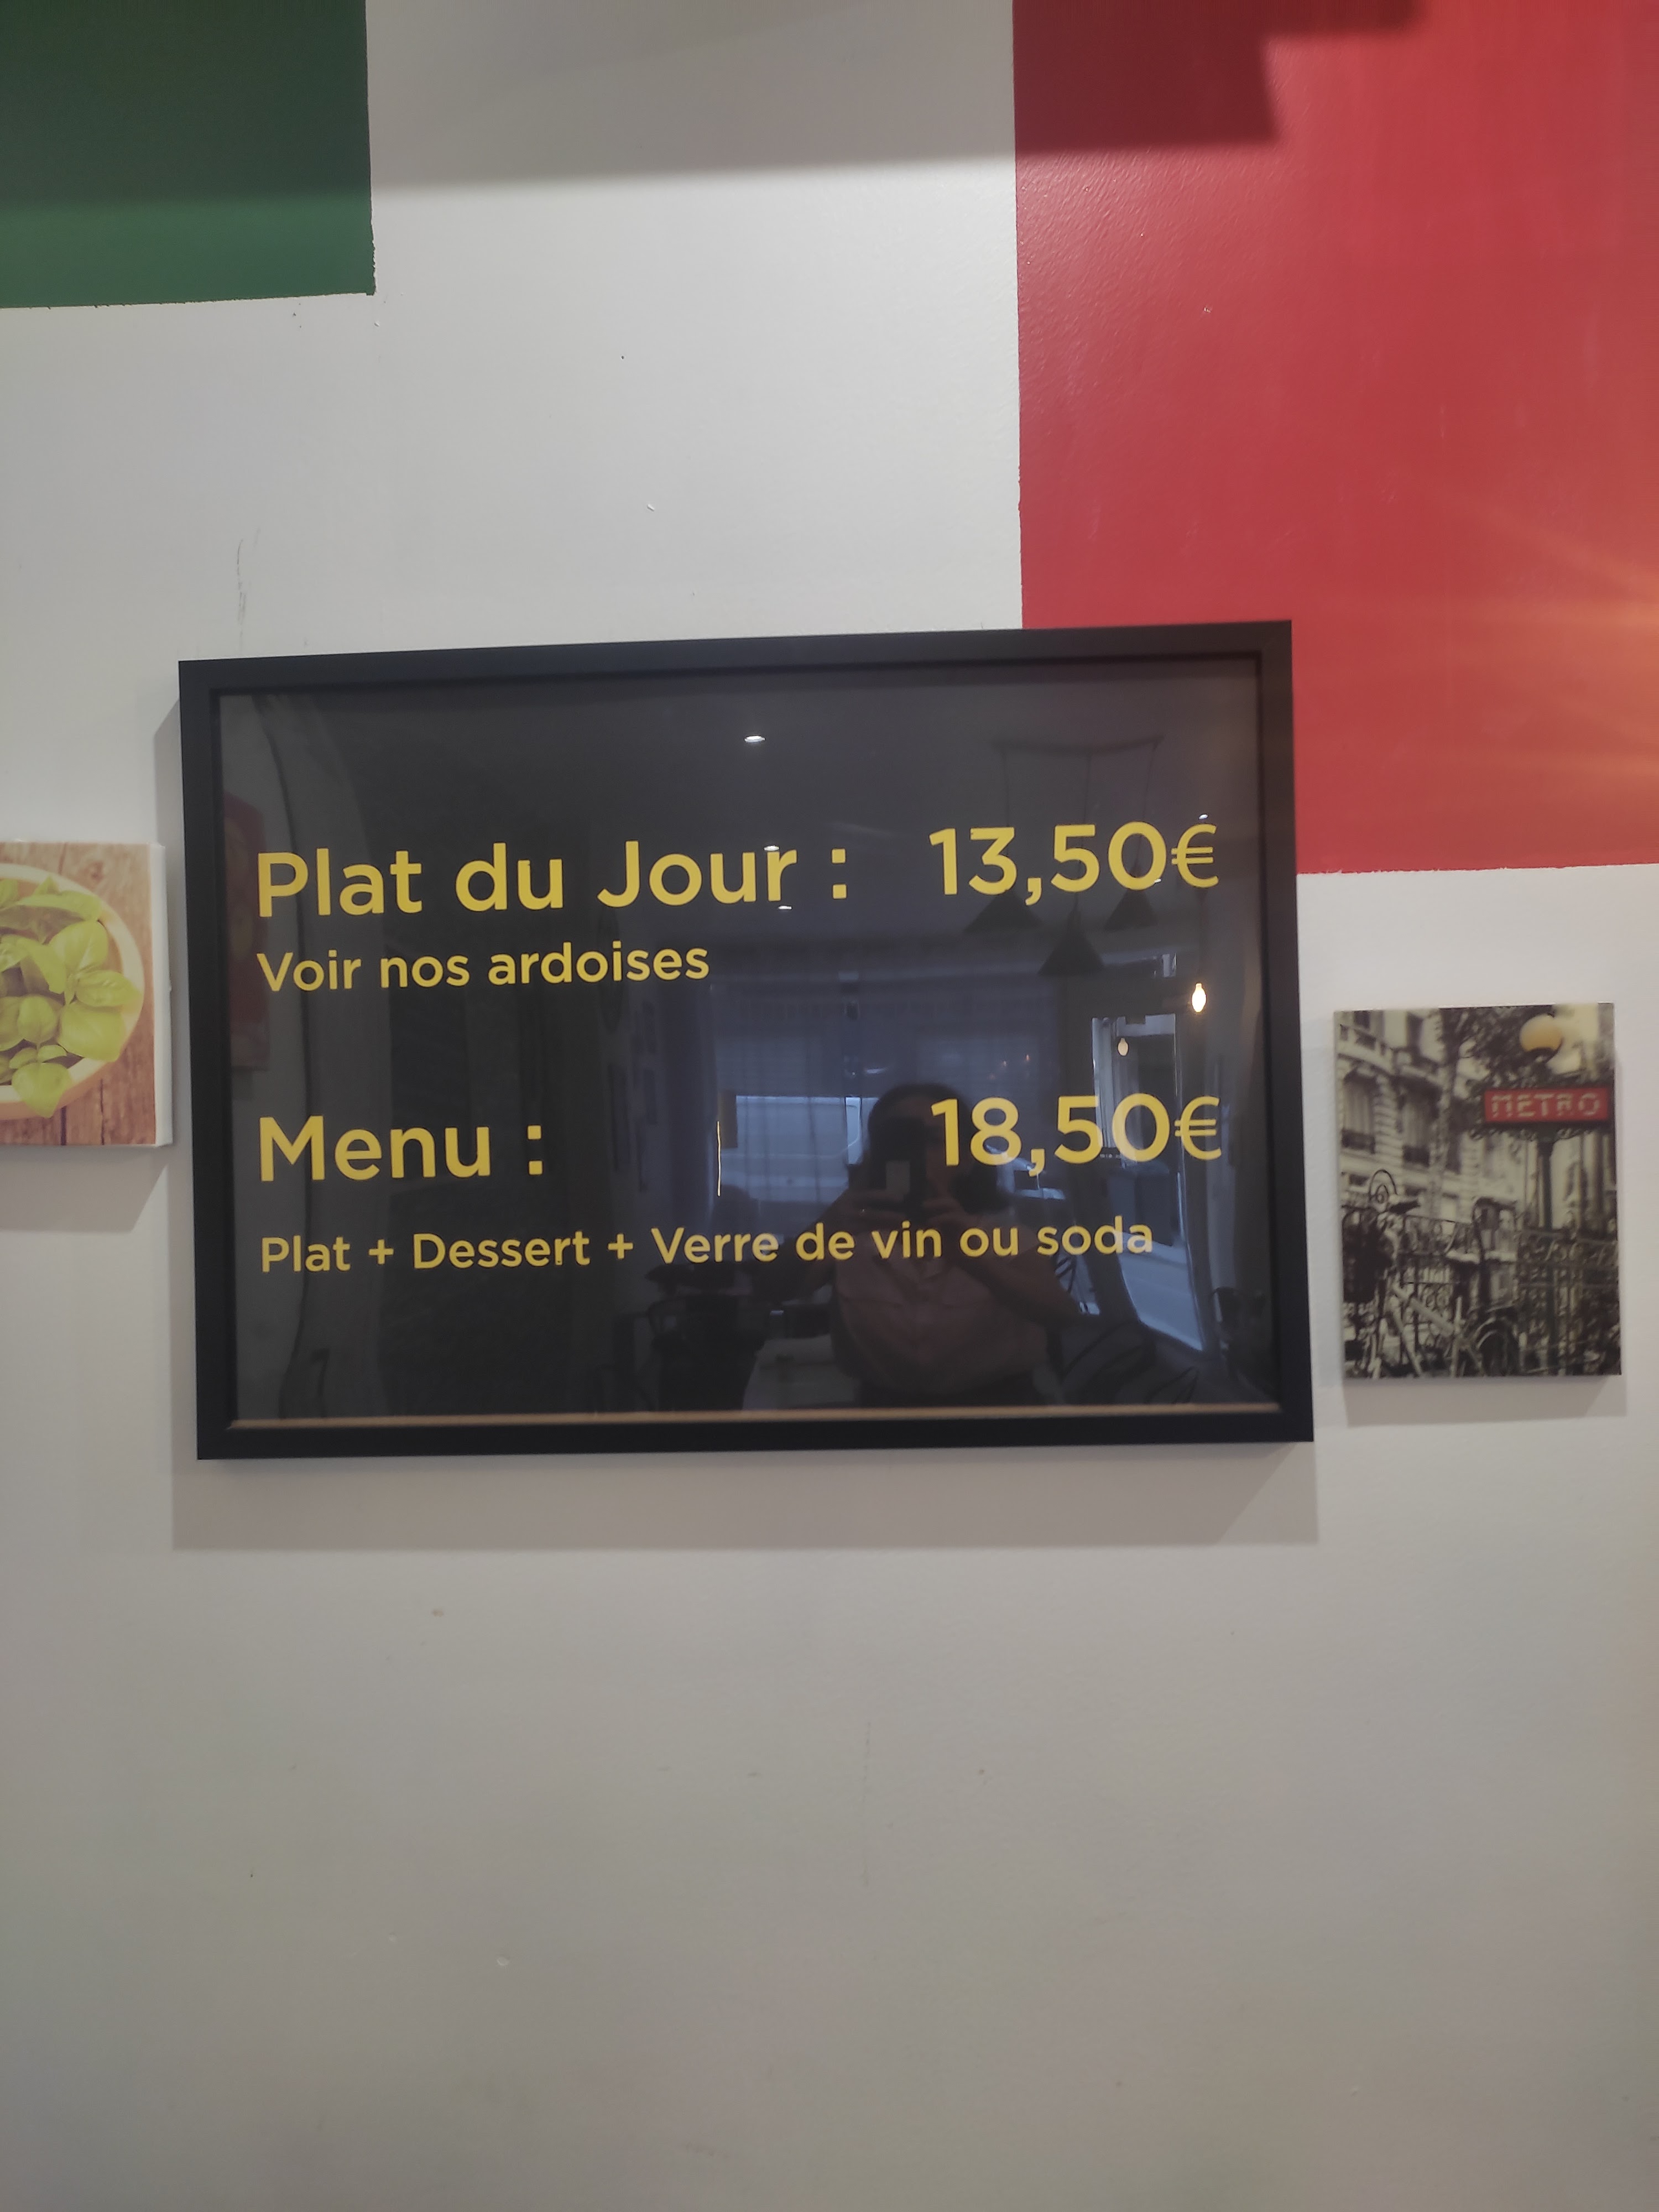 Plat du Jour : 13,50€
Voir nos ardoises
Menu : 18,50€
Plat + Dessert + Verre de vin ou soda
METRO